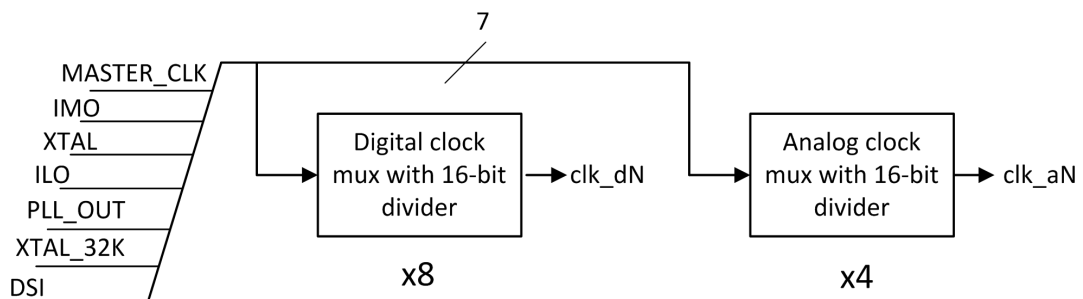 7
MASTER_CLK
IMO
XTAL
ILO
PLL_OUT
XTAL_32K
DSI
Digital clock
mux with 16-bit
divider
clk_dN
x8
Analog clock
mux with 16-bit
divider
clk_aN
x4